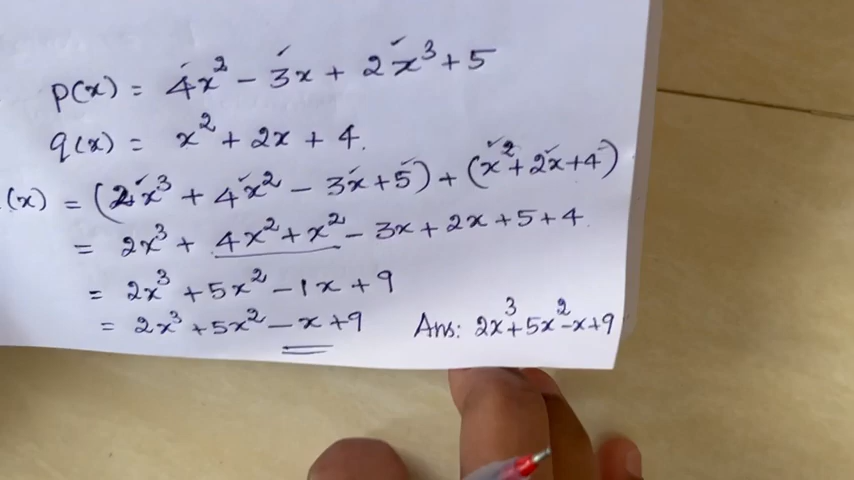 p(x) = 4x² - 3x + 2x³ + 5
q(x) = x² + 2x + 4.
(x) = (2x³ + 4x² - 3x + 5) + (x² + 2x + 4)
= 2x³ + 4x² + x² - 3x + 2x + 5 + 4
= 2x³ + 5x² - 1x + 9
= 2x³ + 5x² - x + 9 Ans: 2x³ + 5x² - x + 9